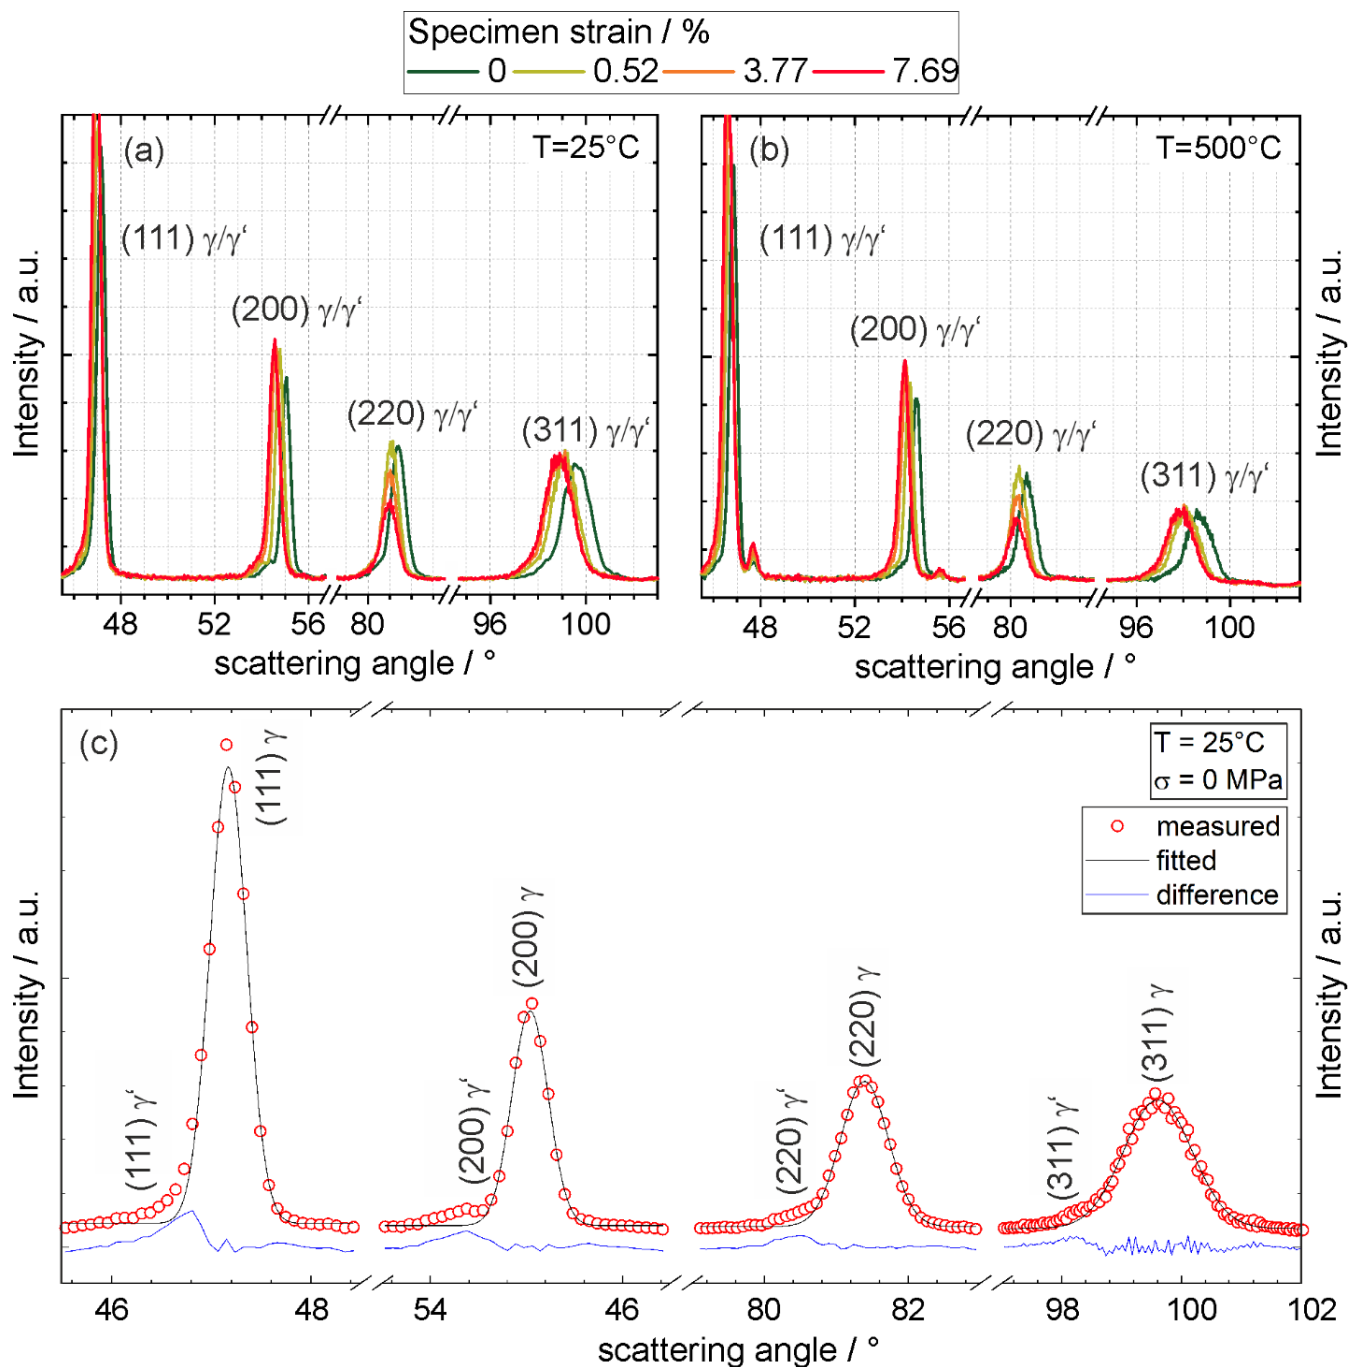 Specimen strain / %
0 0.52 3.77 7.69
(a) T=25°C
(111) γ/γ‘
(200) γ/γ‘
(220) γ/γ‘
(311) γ/γ‘
Intensity / a.u.
48 52 56 80 96 100
scattering angle / °
(b) T=500°C
(111) γ/γ‘
(200) γ/γ‘
(220) γ/γ‘
(311) γ/γ‘
Intensity / a.u.
48 52 56 80 96 100
scattering angle / °
(c)
T = 25°C
σ = 0 MPa
measured
fitted
difference
(111) γ‘
(111) γ
(200) γ‘
(200) γ
(220) γ‘
(220) γ
(311) γ‘
(311) γ
Intensity / a.u.
Intensity / a.u.
46 48 54 46 80 82 98 100 102
scattering angle / °